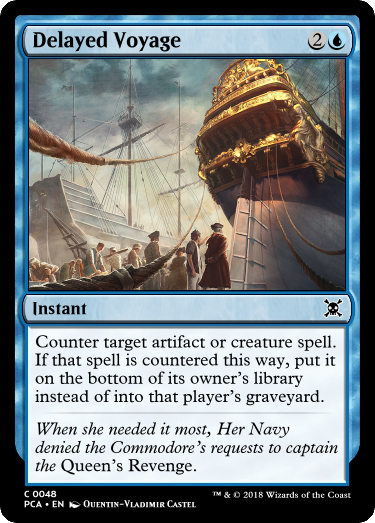 Delayed Voyage 2
Instant
Counter target artifact or creature spell.
If that spell is countered this way, put it
on the bottom of its owner's library
instead of into that player's graveyard.
When she needed it most, Her Navy
denied the Commodore's requests to captain
the Queen's Revenge.
C 0048
PCA • EN Quentin-Vladimir Castel
™ & © 2018 Wizards of the Coast